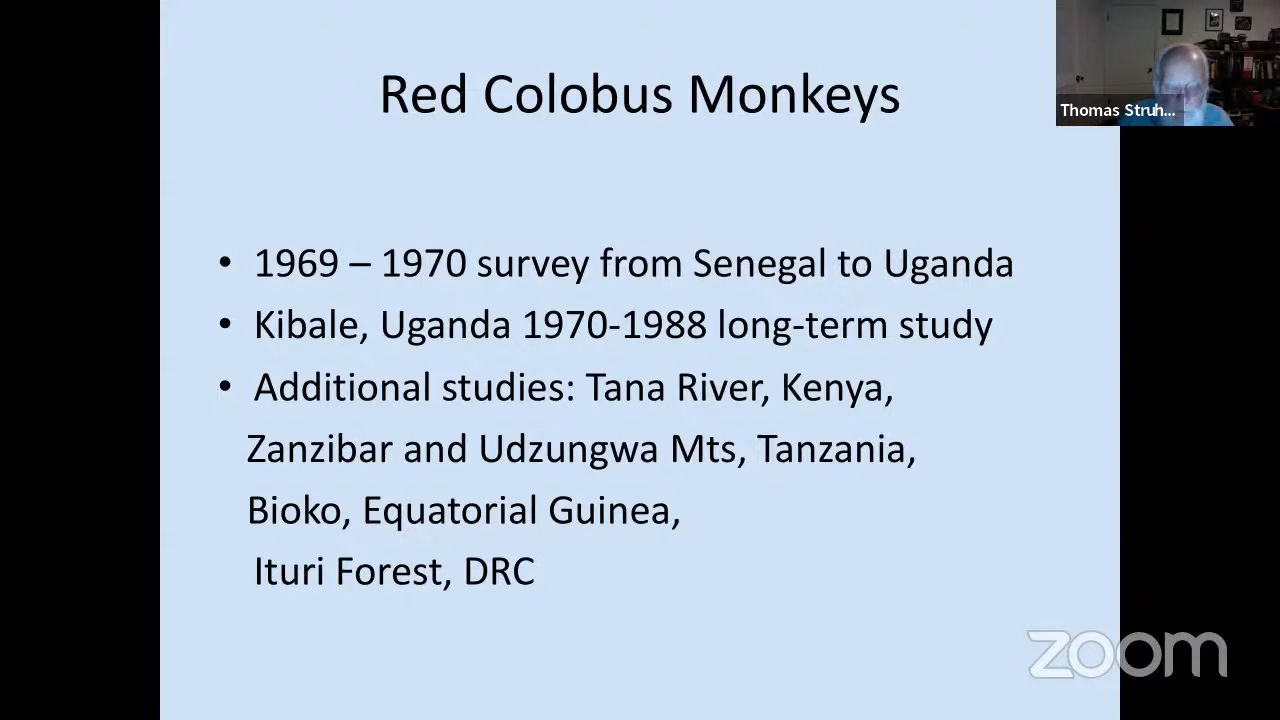 Red Colobus Monkeys
Thomas Struh...
• 1969 – 1970 survey from Senegal to Uganda
• Kibale, Uganda 1970-1988 long-term study
• Additional studies: Tana River, Kenya,
Zanzibar and Udzungwa Mts, Tanzania,
Bioko, Equatorial Guinea,
Ituri Forest, DRC
zoom